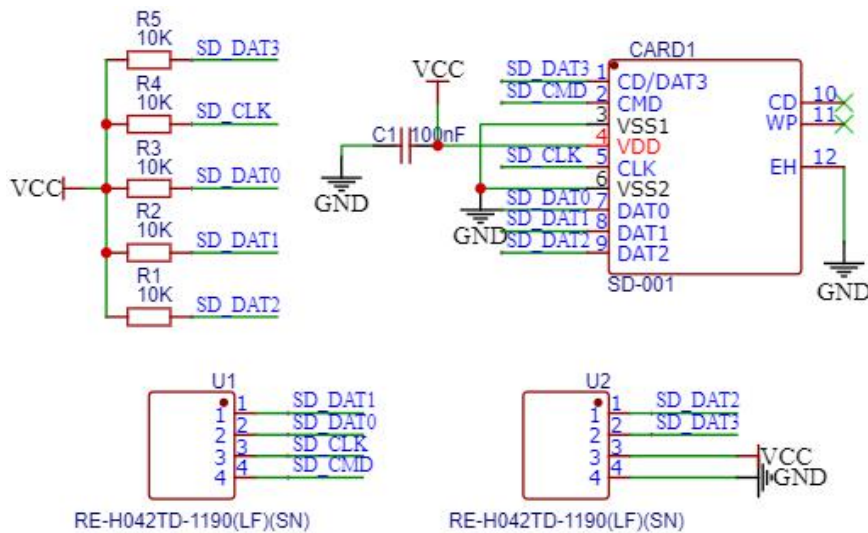 R5
10K
SD_DAT3
R4
10K
SD_CLK
R3
10K
SD_DAT0
VCC
R2
10K
SD_DAT1
R1
10K
SD_DAT2
VCC
C1 100nF
GND
CARD1
SD_DAT3 1 CD/DAT3
SD_CMD 2 CMD
3 VSS1
4 VDD
SD_CLK 5 CLK
6 VSS2
GND
SD_DAT0 7 DAT0
SD_DAT1 8 DAT1
SD_DAT2 9 DAT2
CD 10
WP 11
EH 12
GND
SD-001
U1
1 1 SD_DAT1
2 2 SD_DAT0
3 3 SD_CLK
4 4 SD_CMD
RE-H042TD-1190(LF)(SN)
U2
1 1 SD_DAT2
2 2 SD_DAT3
3 3 VCC
4 4 GND
RE-H042TD-1190(LF)(SN)